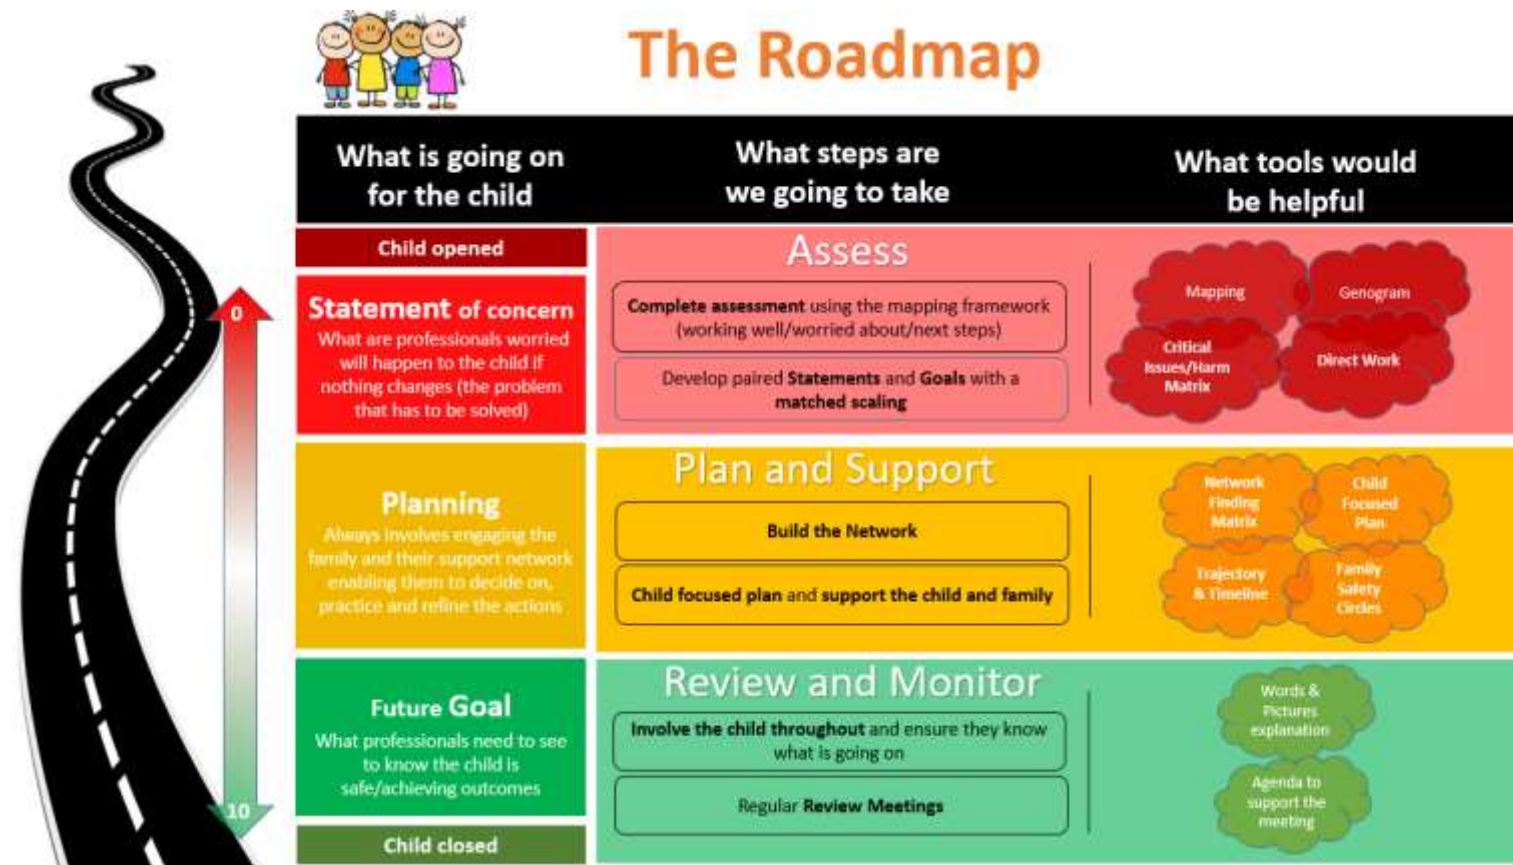 The Roadmap
What is going on
for the child
What steps are
we going to take
What tools would
be helpful
Child opened
0
Statement of concern
What are professionals worried
will happen to the child if
nothing changes (the problem
that has to be solved)
Assess
Complete assessment using the mapping framework
(working well/worried about/next steps)
Develop paired Statements and Goals with a
matched scaling
Mapping
Genogram
Critical
Issues/Harm
Matrix
Direct Work
Planning
Always involves engaging the
family and their support network
enabling them to decide on,
practice and refine the actions
Plan and Support
Build the Network
Child focused plan and support the child and family
Network
Finding
Matrix
Child
Focused
Plan
Trajectory
& Timeline
Family
Safety
Circles
Future Goal
What professionals need to see
to know the child is
safe/achieving outcomes
10
Review and Monitor
Involve the child throughout and ensure they know
what is going on
Regular Review Meetings
Words &
Pictures
explanation
Agenda to
support the
meeting
Child closed